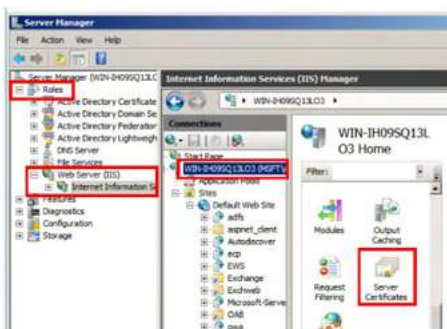 Server Manager
File Action View Help
Server Manager (WIN-IH09SQ13LC
Roles
Active Directory Certificate
Active Directory Domain Se
Active Directory Federation
Active Directory Lightweigh
DNS Server
File Services
Web Server (IIS)
Internet Information S
Features
Diagnostics
Configuration
Storage
Internet Information Services (IIS) Manager
WIN-IH09SQ13LO3
Connections
Start Page
WIN-IH09SQ13LO3 (MSFTV
Application Pools
Sites
Default Web Site
adfs
aspnet_client
Autodiscover
ecp
EWS
Exchange
Exchweb
Microsoft-Serve
OAB
owa
WIN-IH09SQ13L
O3 Home
Filter:
Modules
Output
Caching
Request
Filtering
Server
Certificates